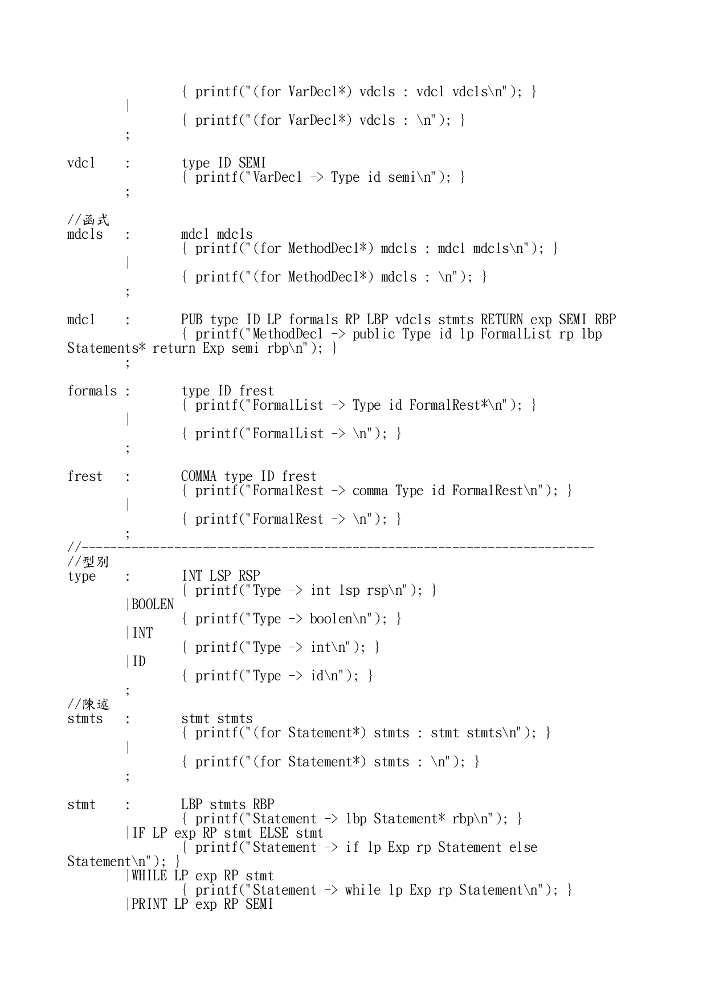 { printf("(for VarDecl*) vdcls : vdcl vdcls\n"); }
|
{ printf("(for VarDecl*) vdcls : \n"); }
;
vdcl : type ID SEMI
{ printf("VarDecl -> Type id semi\n"); }
;
//函式
mdcls : mdcl mdcls
{ printf("(for MethodDecl*) mdcls : mdcl mdcls\n"); }
|
{ printf("(for MethodDecl*) mdcls : \n"); }
;
mdcl : PUB type ID LP formals RP LBP vdcls stmts RETURN exp SEMI RBP
{ printf("MethodDecl -> public Type id lp FormalList rp lbp
Statements* return Exp semi rbp\n"); }
;
formals : type ID frest
{ printf("FormalList -> Type id FormalRest*\n"); }
|
{ printf("FormalList -> \n"); }
;
frest : COMMA type ID frest
{ printf("FormalRest -> comma Type id FormalRest\n"); }
|
{ printf("FormalRest -> \n"); }
;
//------------------------------------------------------------------------
//型別
type : INT LSP RSP
{ printf("Type -> int lsp rsp\n"); }
|BOOLEN
{ printf("Type -> boolen\n"); }
|INT
{ printf("Type -> int\n"); }
|ID
{ printf("Type -> id\n"); }
;
//陳述
stmts : stmt stmts
{ printf("(for Statement*) stmts : stmt stmts\n"); }
|
{ printf("(for Statement*) stmts : \n"); }
;
stmt : LBP stmts RBP
{ printf("Statement -> lbp Statement* rbp\n"); }
|IF LP exp RP stmt ELSE stmt
{ printf("Statement -> if lp Exp rp Statement else
Statement\n"); }
|WHILE LP exp RP stmt
{ printf("Statement -> while lp Exp rp Statement\n"); }
|PRINT LP exp RP SEMI